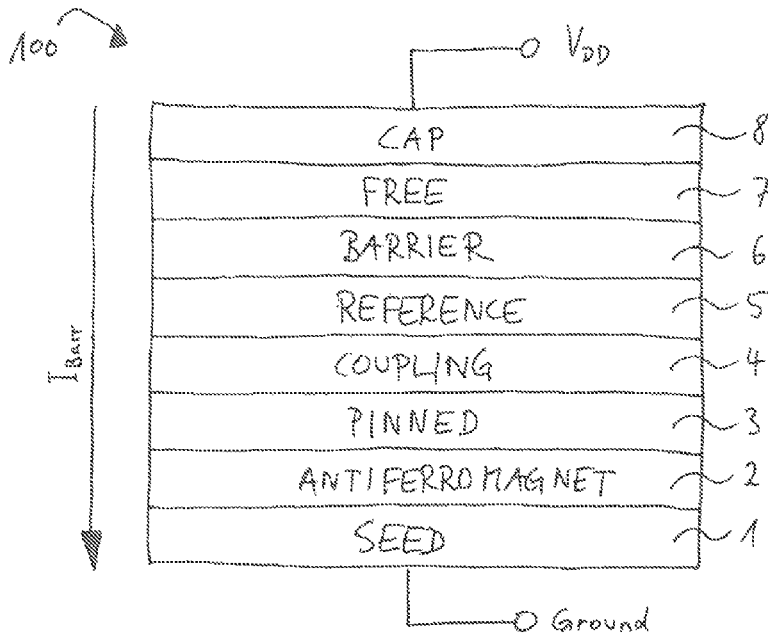 100
V_DD
CAP 8
FREE 7
BARRIER 6
REFERENCE 5
COUPLING 4
PINNED 3
ANTIFERROMAGNET 2
SEED 1
I_Barr
Ground